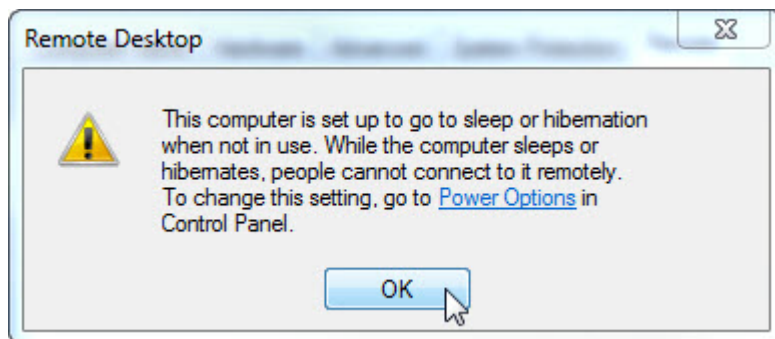 Remote Desktop
This computer is set up to go to sleep or hibernation
when not in use. While the computer sleeps or
hibernates, people cannot connect to it remotely.
To change this setting, go to Power Options in
Control Panel.
OK